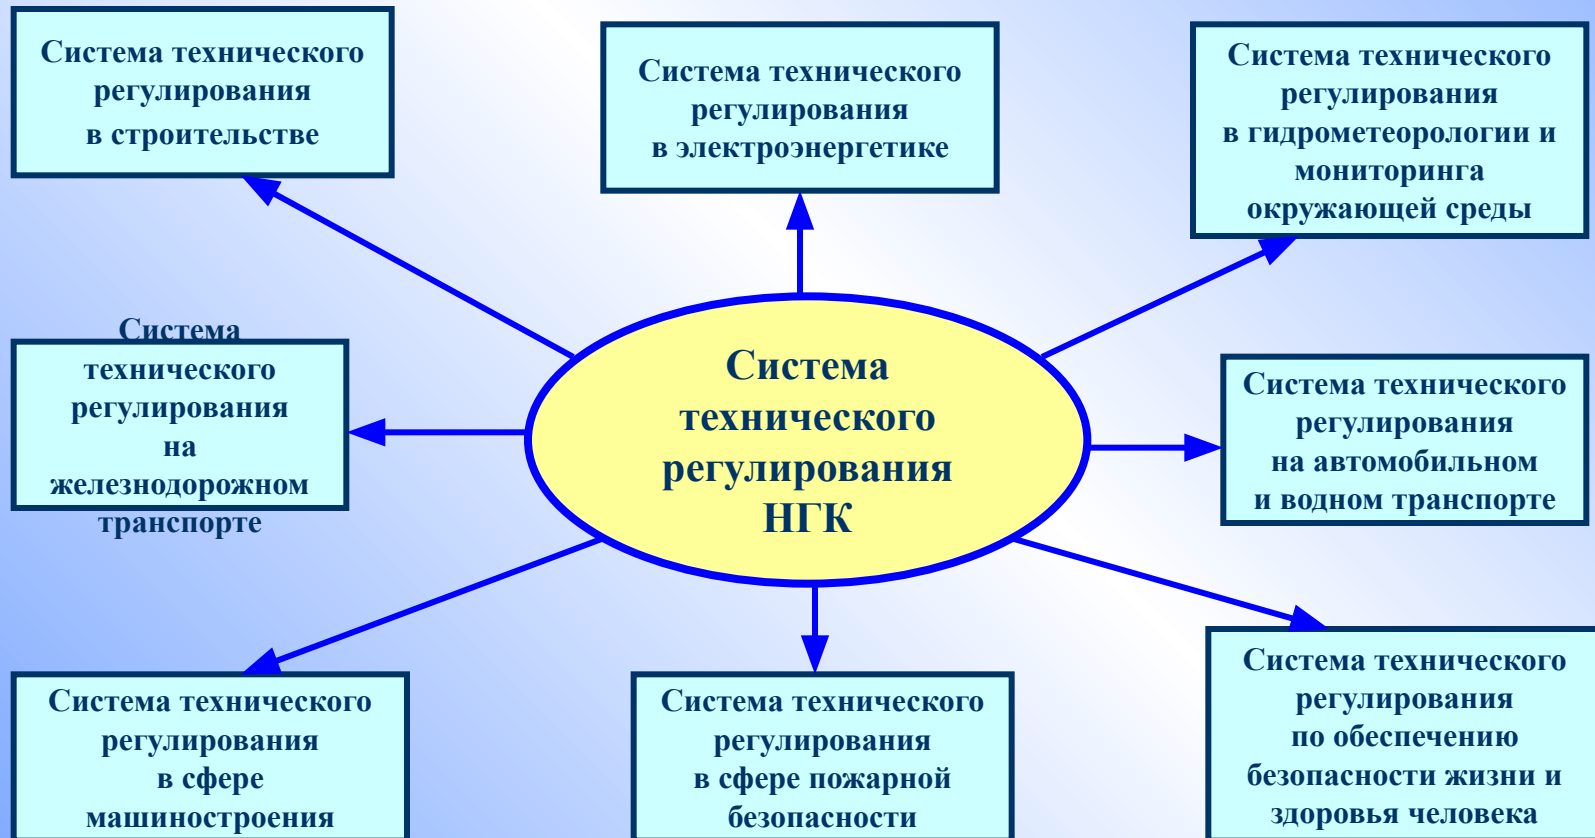 Система технического
регулирования
в строительстве
Система технического
регулирования
в электроэнергетике
Система технического
регулирования
в гидрометеорологии и
мониторинга
окружающей среды
Система
технического
регулирования
на
железнодорожном
транспорте
Система
технического
регулирования
НГК
Система технического
регулирования
на автомобильном
и водном транспорте
Система технического
регулирования
в сфере
машиностроения
Система технического
регулирования
в сфере пожарной
безопасности
Система технического
регулирования
по обеспечению
безопасности жизни и
здоровья человека